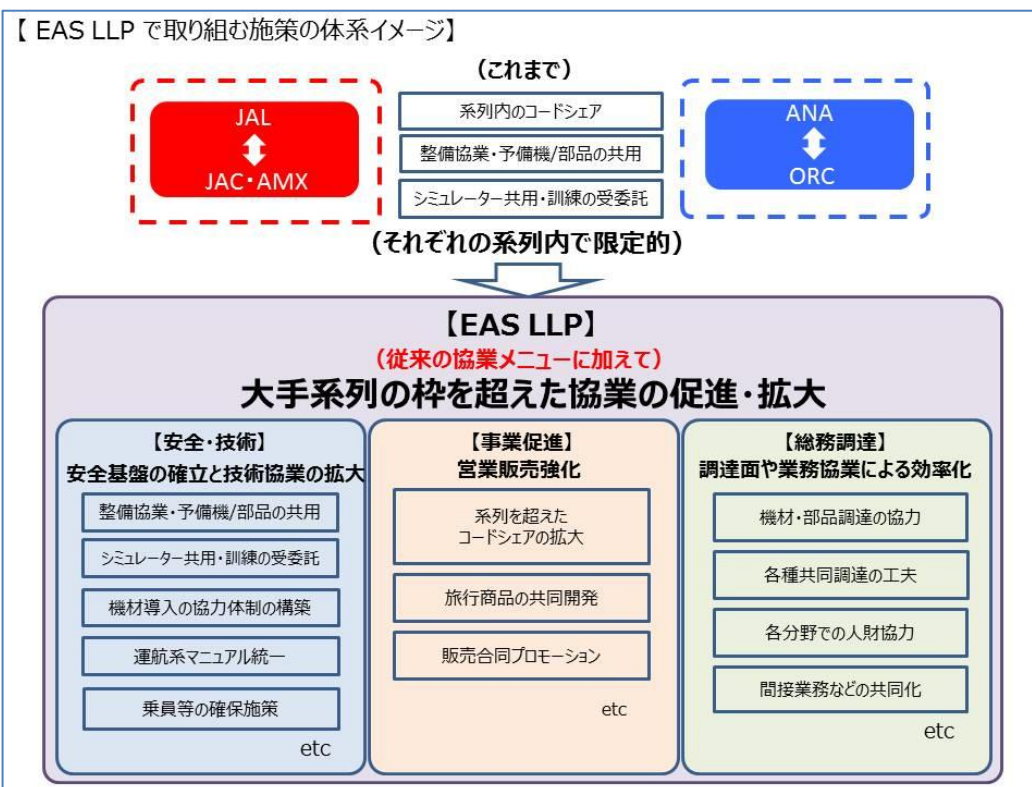 【 EAS LLP で取り組む施策の体系イメージ】
（これまで）
JAL
JAC・AMX
系列内のコードシェア
整備協業・予備機/部品の共用
シミュレーター共用・訓練の受委託
ANA
ORC
（それぞれの系列内で限定的）
【EAS LLP】
（従来の協業メニューに加えて）
大手系列の枠を超えた協業の促進・拡大
【安全・技術】
安全基盤の確立と技術協業の拡大
整備協業・予備機/部品の共用
シミュレーター共用・訓練の受委託
機材導入の協力体制の構築
運航系マニュアル統一
乗員等の確保施策
etc
【事業促進】
営業販売強化
系列を超えた
コードシェアの拡大
旅行商品の共同開発
販売合同プロモーション
etc
【総務調達】
調達面や業務協業による効率化
機材・部品調達の協力
各種共同調達の工夫
各分野での人財協力
間接業務などの共同化
etc